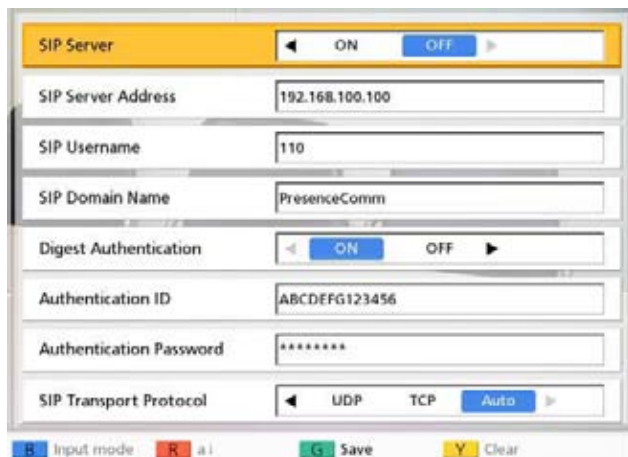 SIP Server ON OFF
SIP Server Address 192.168.100.100
SIP Username 110
SIP Domain Name PresenceComm
Digest Authentication ON OFF
Authentication ID ABCDEFG123456
Authentication Password ********
SIP Transport Protocol UDP TCP Auto
B Input mode R a G Save Y Clear